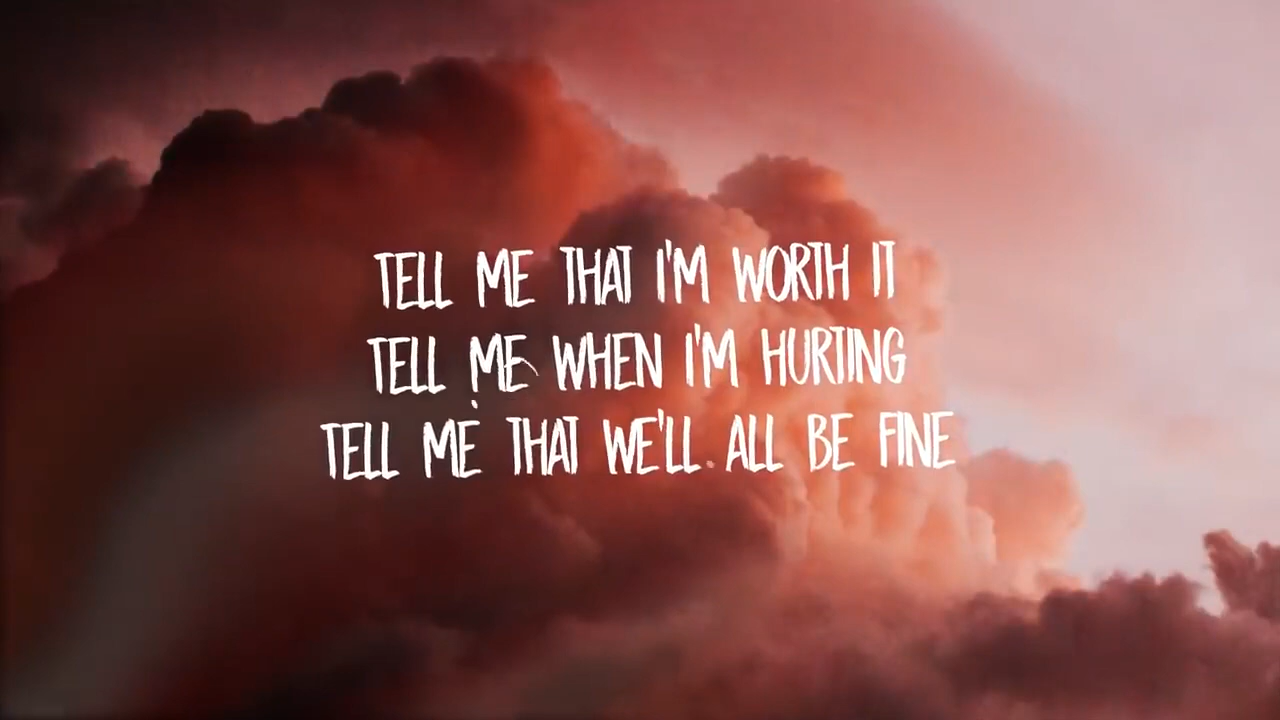 TELL ME THAT I'M WORTH IT
TELL ME WHEN I'M HURTING
TELL ME THAT WE'LL ALL BE FINE